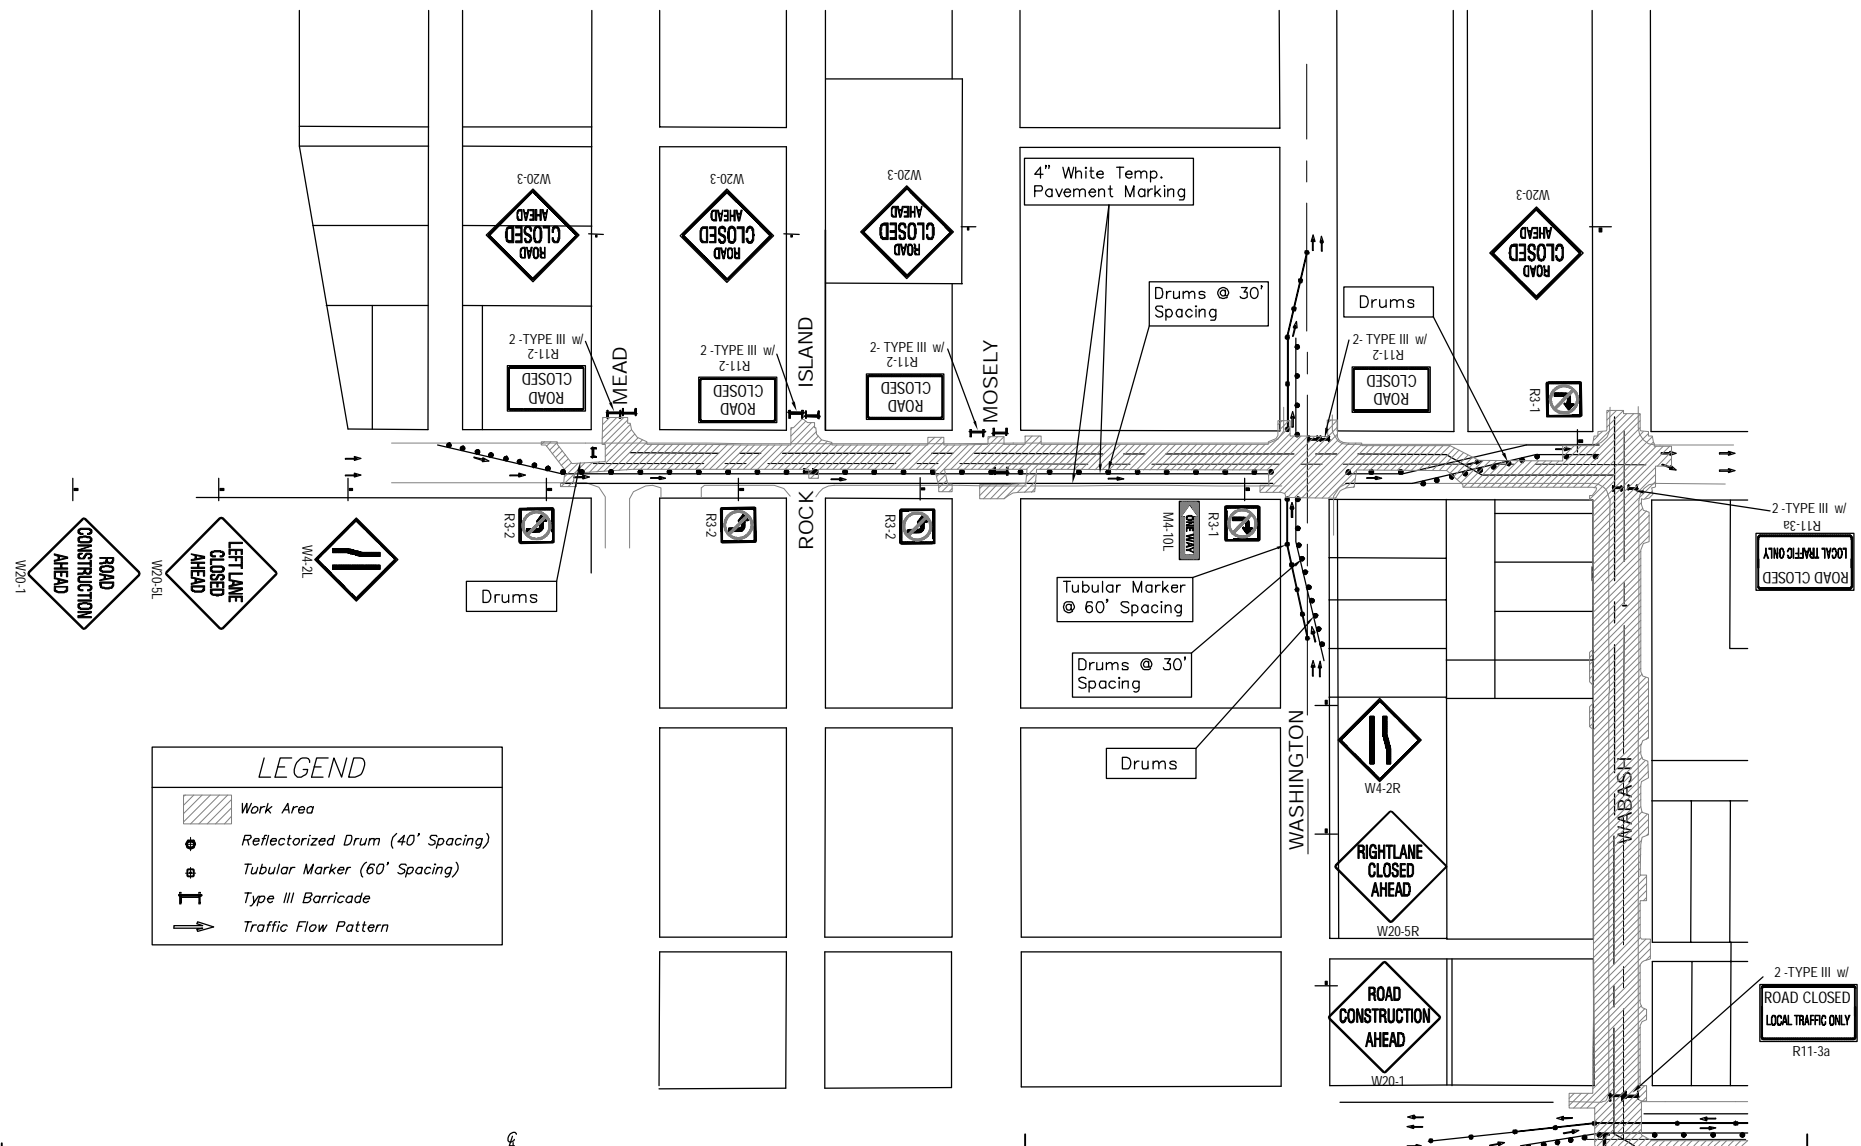 W20-3
ROAD
CLOSED
AHEAD
W20-3
ROAD
CLOSED
AHEAD
W20-3
ROAD
CLOSED
AHEAD
W20-3
ROAD
CLOSED
AHEAD
4" White Temp.
Pavement Marking
Drums @ 30'
Spacing
Drums
2 -TYPE III w/
R11-2
ROAD
CLOSED
MEAD
2 -TYPE III w/
R11-2
ROAD
CLOSED
ISLAND
2- TYPE III w/
R11-2
ROAD
CLOSED
MOSELY
2- TYPE III w/
R11-2
ROAD
CLOSED
R3-1
W20-1
ROAD
CONSTRUCTION
AHEAD
W20-5L
LEFT LANE
CLOSED
AHEAD
W4-2L
R3-2
R3-2
ROCK
R3-2
M4-10L
ONE WAY
R3-1
2 -TYPE III w/
R11-3a
ROAD CLOSED
LOCAL TRAFFIC ONLY
Drums
Tubular Marker
@ 60' Spacing
Drums @ 30'
Spacing
Drums
WASHINGTON
W4-2R
RIGHTLANE
CLOSED
AHEAD
W20-5R
ROAD
CONSTRUCTION
AHEAD
W20-1
WABASH
2 -TYPE III w/
ROAD CLOSED
LOCAL TRAFFIC ONLY
R11-3a
LEGEND
Work Area
Reflectorized Drum (40' Spacing)
Tubular Marker (60' Spacing)
Type III Barricade
Traffic Flow Pattern
℄